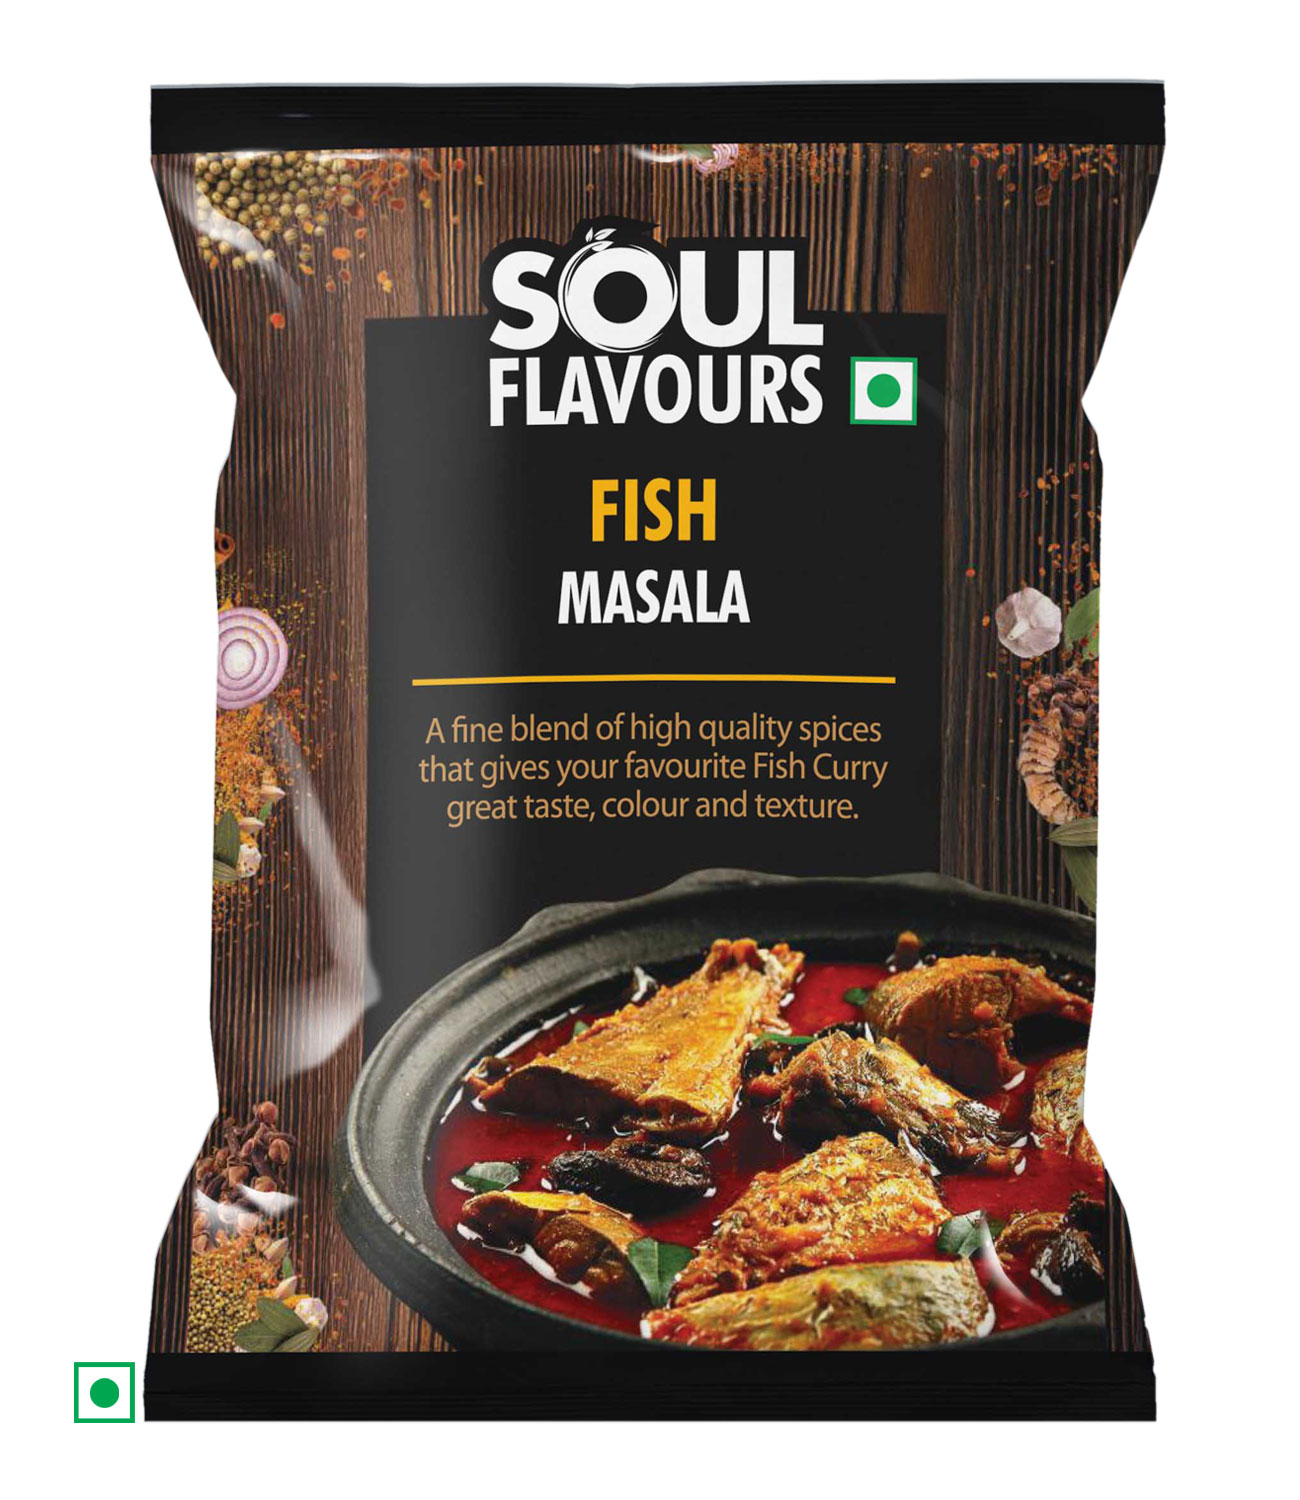 SOUL
FLAVOURS
FISH
MASALA
A fine blend of high quality spices
that gives your favourite Fish Curry
great taste, colour and texture.